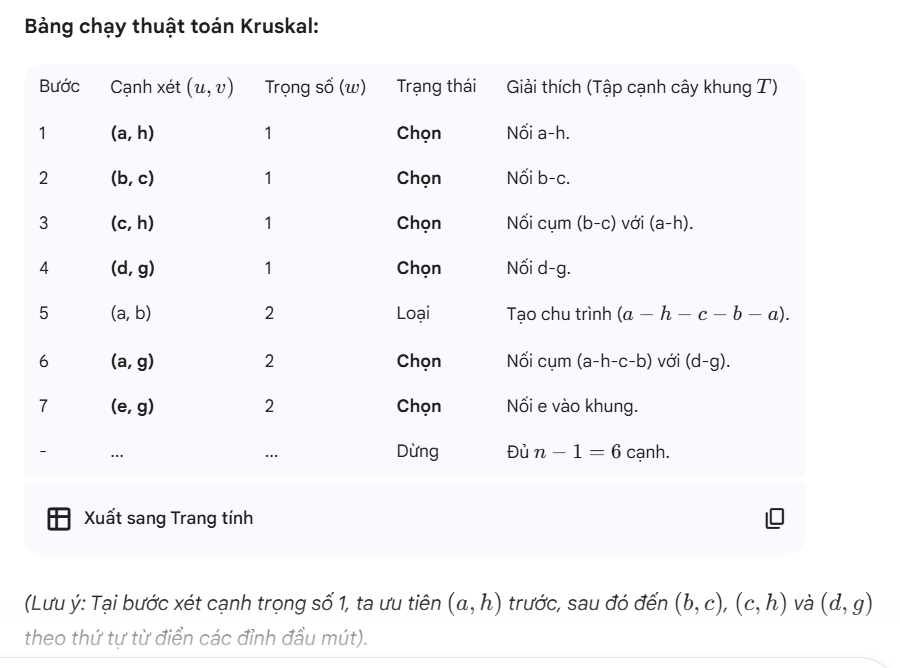 Bảng chạy thuật toán Kruskal:
Bước Cạnh xét (u, v) Trọng số (w) Trạng thái Giải thích (Tập cạnh cây khung T)
1 (a, h) 1 Chọn Nối a-h.
2 (b, c) 1 Chọn Nối b-c.
3 (c, h) 1 Chọn Nối cụm (b-c) với (a-h).
4 (d, g) 1 Chọn Nối d-g.
5 (a, b) 2 Loại Tạo chu trình (a − h − c − b − a).
6 (a, g) 2 Chọn Nối cụm (a-h-c-b) với (d-g).
7 (e, g) 2 Chọn Nối e vào khung.
- ... ... Dừng Đủ n − 1 = 6 cạnh.
Xuất sang Trang tính
(Lưu ý: Tại bước xét cạnh trọng số 1, ta ưu tiên (a, h) trước, sau đó đến (b, c), (c, h) và (d, g)
theo thứ tự từ điển các đỉnh đầu mút).